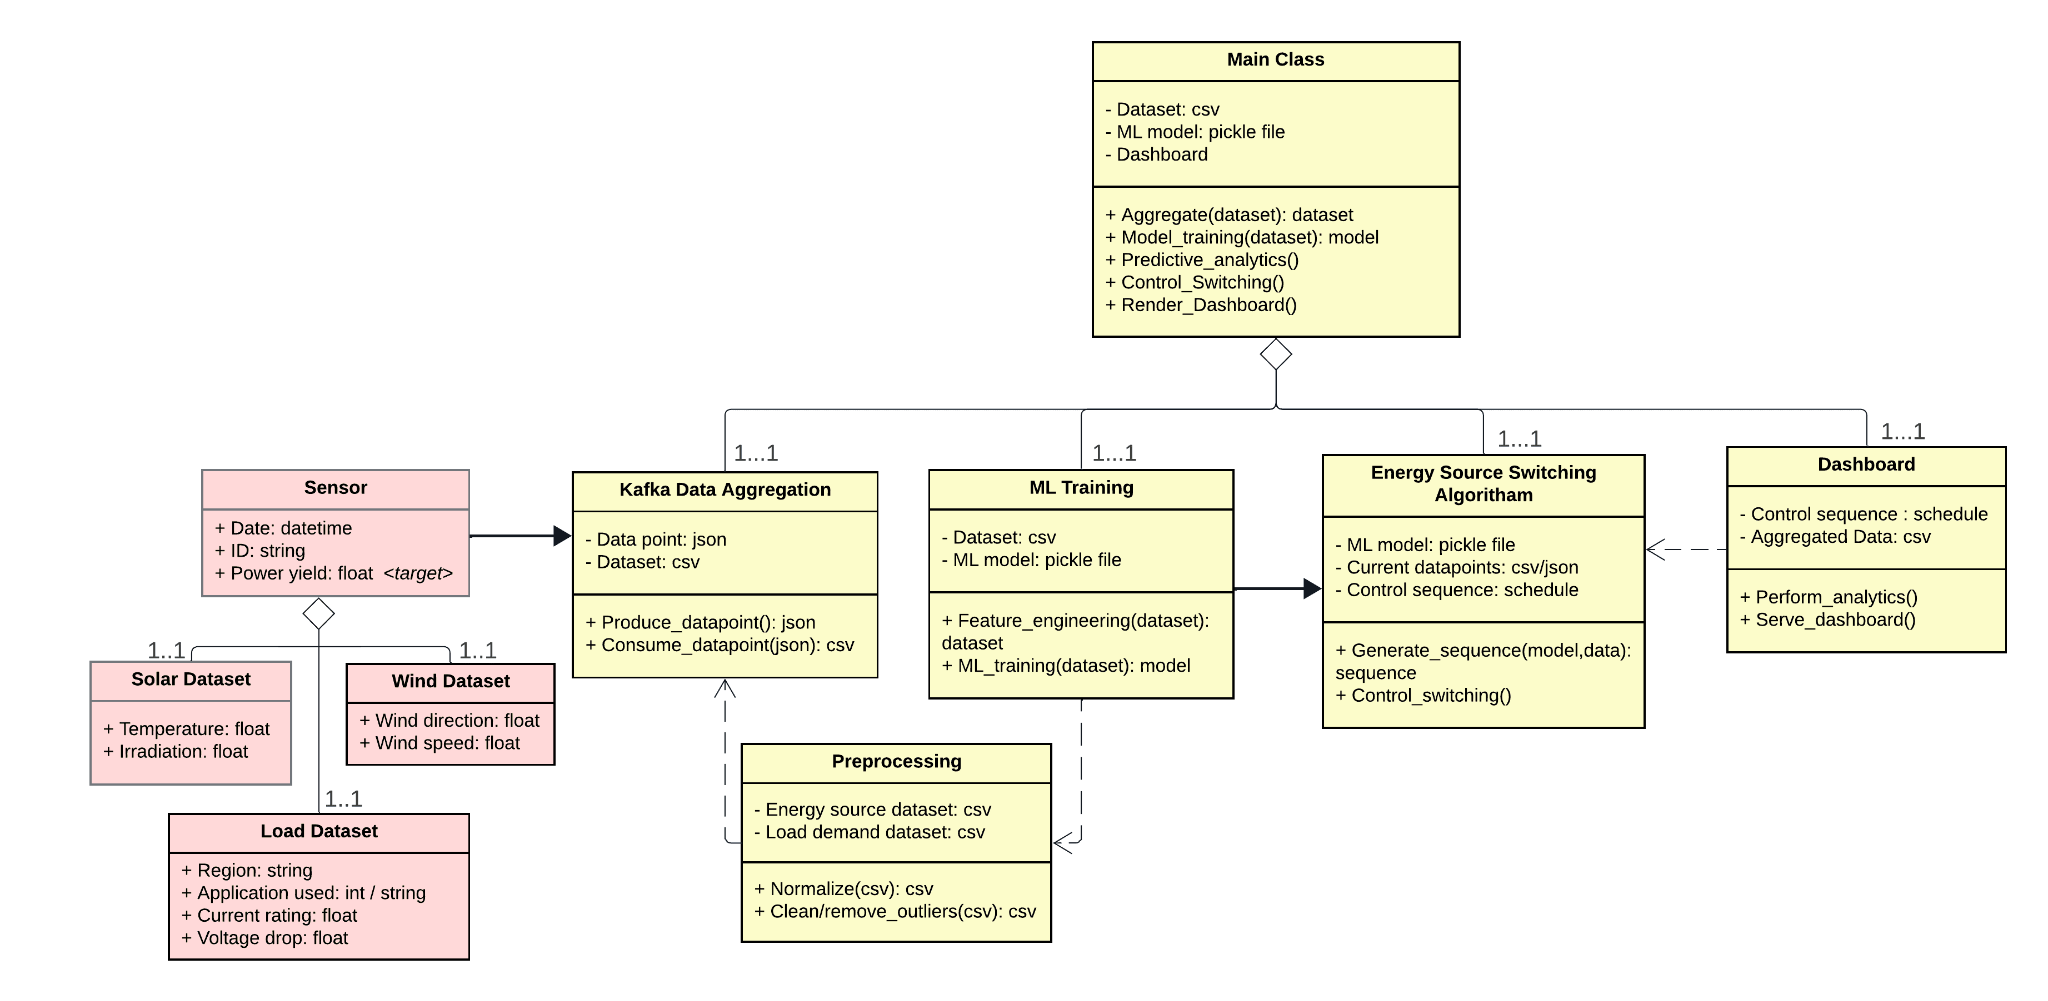 Main Class
- Dataset: csv
- ML model: pickle file
- Dashboard
+ Aggregate(dataset): dataset
+ Model_training(dataset): model
+ Predictive_analytics()
+ Control_Switching()
+ Render_Dashboard()
1...1
1...1
1...1
1...1
Sensor
+ Date: datetime
+ ID: string
+ Power yield: float <target>
Kafka Data Aggregation
- Data point: json
- Dataset: csv
+ Produce_datapoint(): json
+ Consume_datapoint(json): csv
ML Training
- Dataset: csv
- ML model: pickle file
+ Feature_engineering(dataset):
dataset
+ ML_training(dataset): model
Energy Source Switching
Algoritham
- ML model: pickle file
- Current datapoints: csv/json
- Control sequence: schedule
+ Generate_sequence(model,data):
sequence
+ Control_switching()
Dashboard
- Control sequence : schedule
- Aggregated Data: csv
+ Perform_analytics()
+ Serve_dashboard()
1..1
1..1
Solar Dataset
+ Temperature: float
+ Irradiation: float
Wind Dataset
+ Wind direction: float
+ Wind speed: float
1..1
Load Dataset
+ Region: string
+ Application used: int / string
+ Current rating: float
+ Voltage drop: float
Preprocessing
- Energy source dataset: csv
- Load demand dataset: csv
+ Normalize(csv): csv
+ Clean/remove_outliers(csv): csv